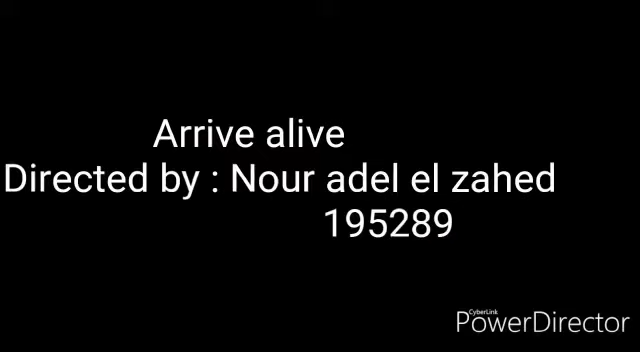 Arrive alive
Directed by : Nour adel el zahed
195289
CyberLink
PowerDirector